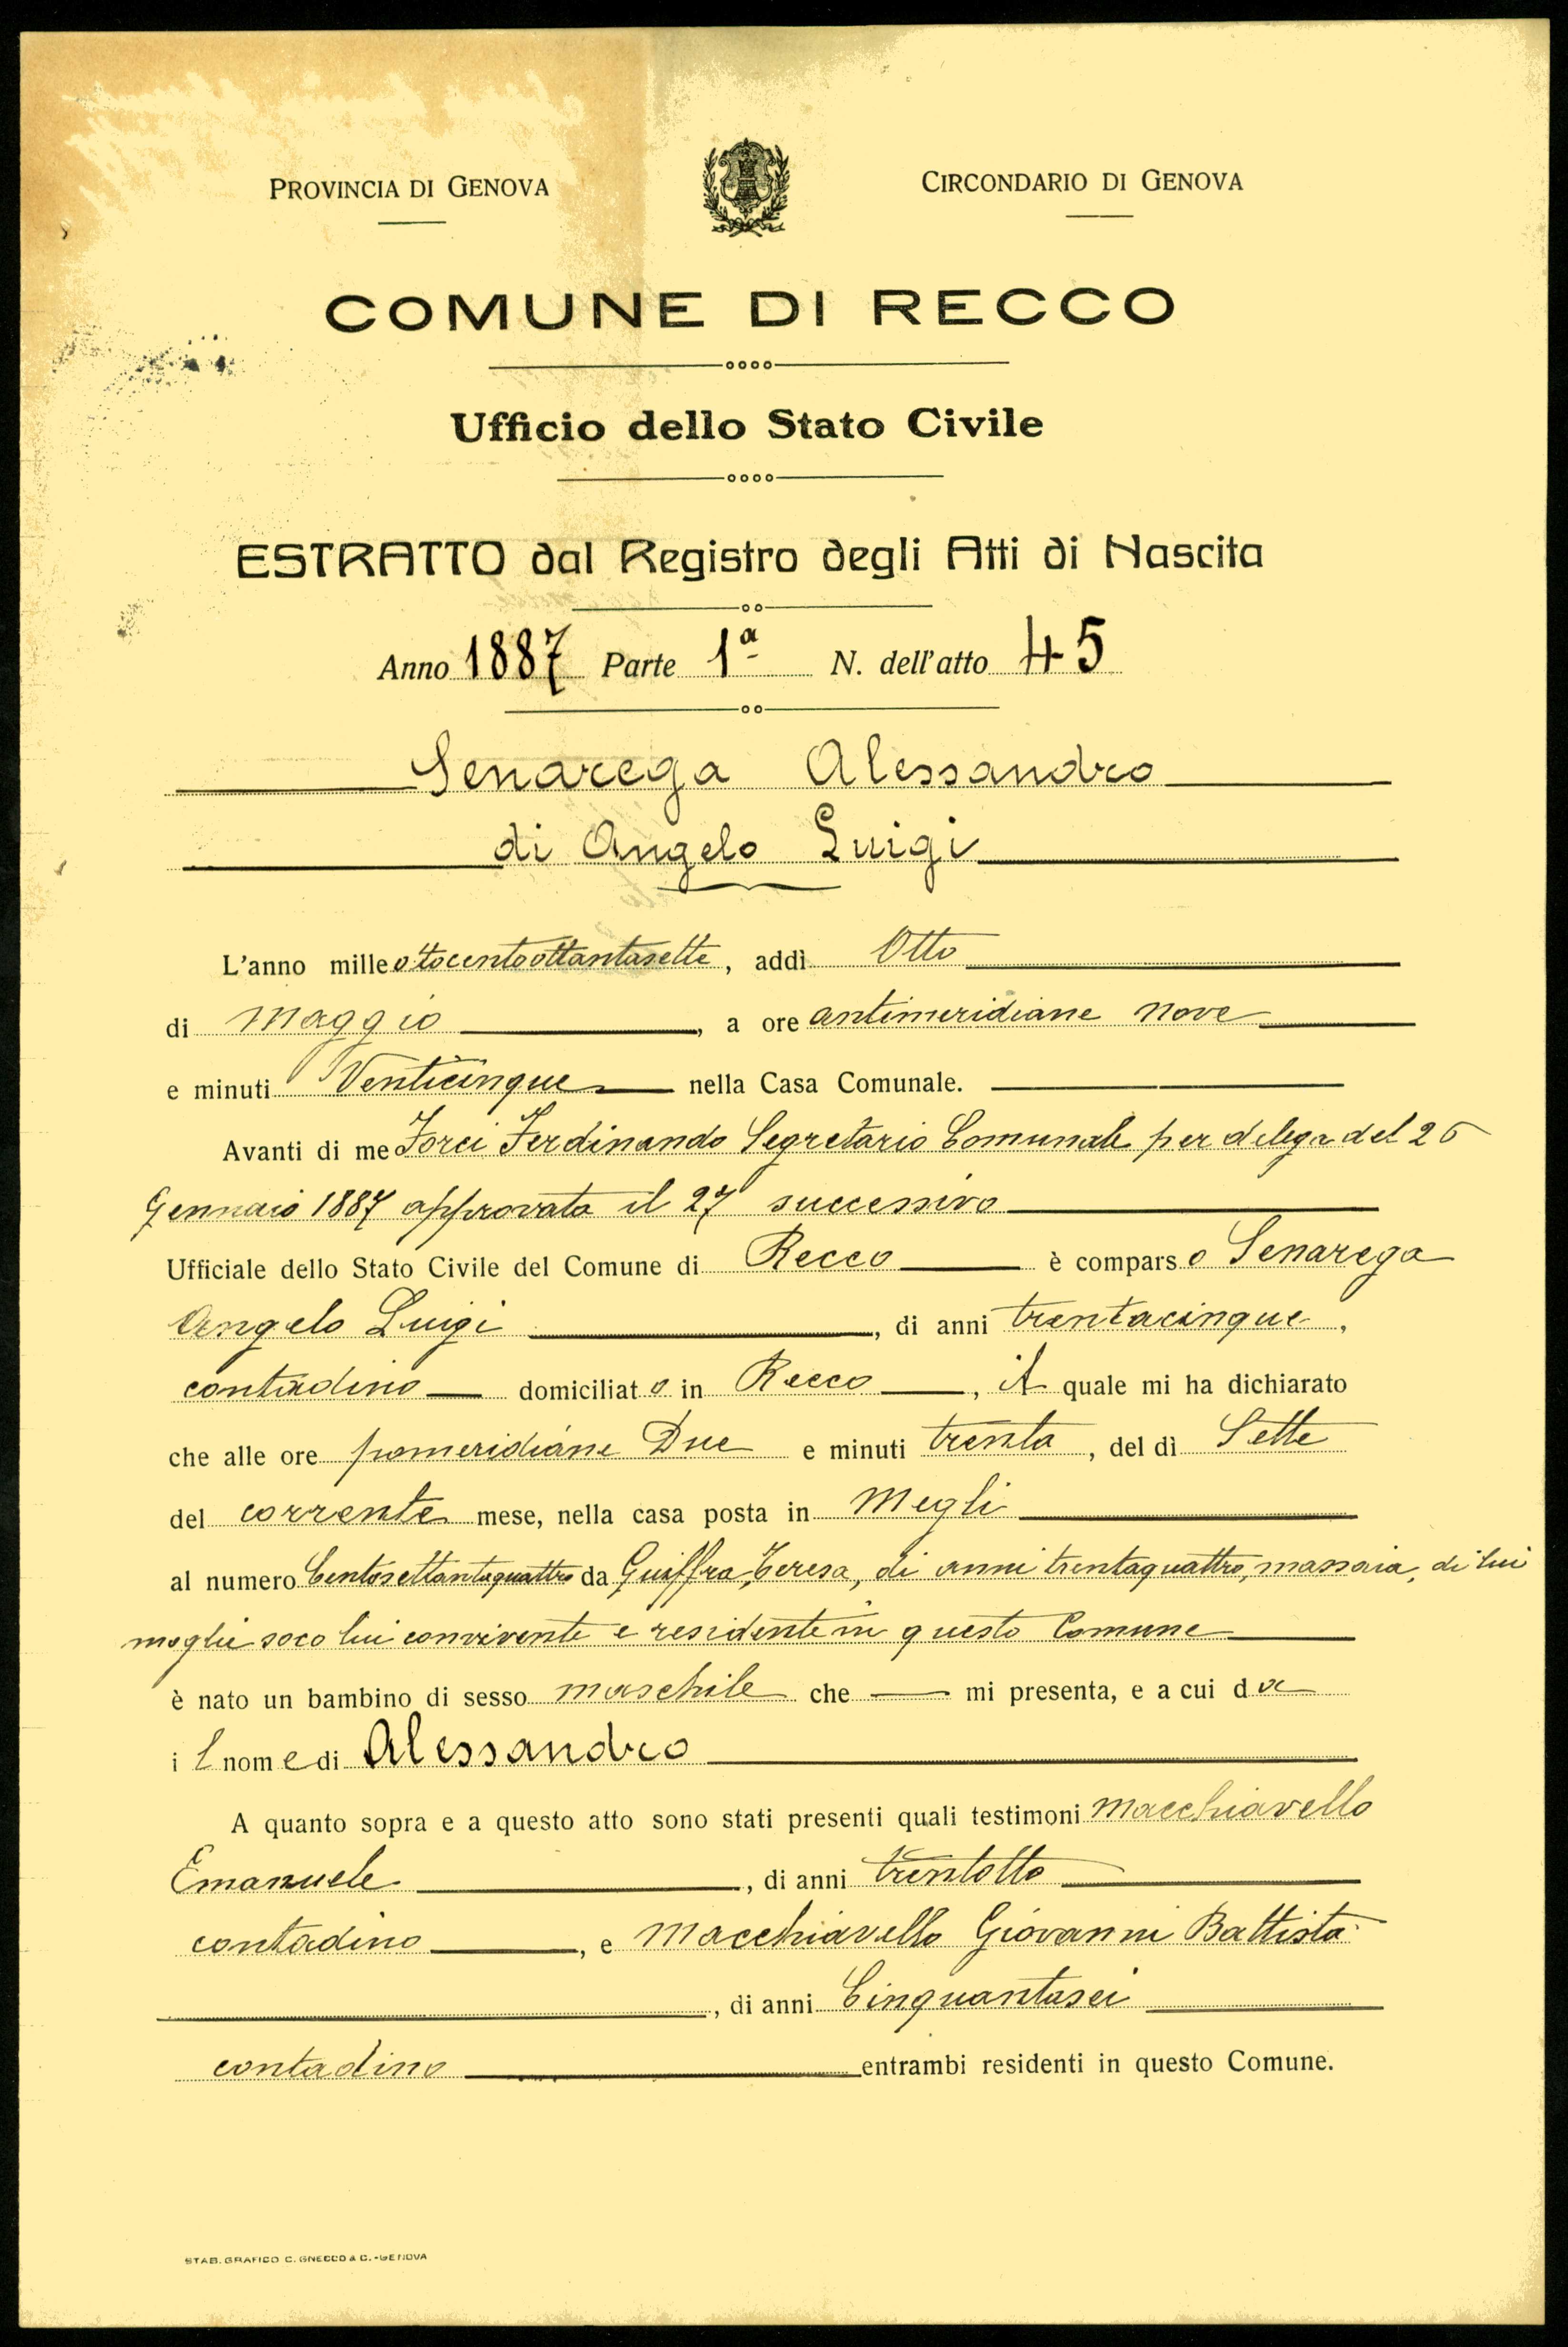 PROVINCIA DI GENOVA
CIRCONDARIO DI GENOVA
COMUNE DI RECCO
Ufficio dello Stato Civile
ESTRATTO dal Registro degli Atti di Nascita
Anno 1887 Parte 1ª N. dell'atto 45
Senarega Alessandro
di Angelo Luigi
L'anno mille ottocentoottantasette, addì Otto
di Maggio, a ore antimeridiane nove
e minuti Venticinque nella Casa Comunale.
Avanti di me Ferdinando Segretario Comunale per delega del 26
Gennaio 1887 approvata il 27 successivo
Ufficiale dello Stato Civile del Comune di Recco è comparso Senarega
Angelo Luigi, di anni trentacinque,
contadino domiciliato in Recco, il quale mi ha dichiarato
che alle ore pomeridiane Due e minuti trenta, del dì Sette
del corrente mese, nella casa posta in Megli
al numero Centosettantaquattro da Guiffra Teresa, di anni trentaquattro, massaia, di lui
moglie seco lui convivente e residente in questo Comune
è nato un bambino di sesso maschile che — mi presenta, e a cui da
il nome di Alessandro
A quanto sopra e a questo atto sono stati presenti quali testimoni Macchiavello
Emanuele, di anni trentotto
contadino, e Macchiavello Giovanni Battista
, di anni Cinquantasei
contadino entrambi residenti in questo Comune.
STAB. GRAFICO C. GNECCO & C. - GENOVA